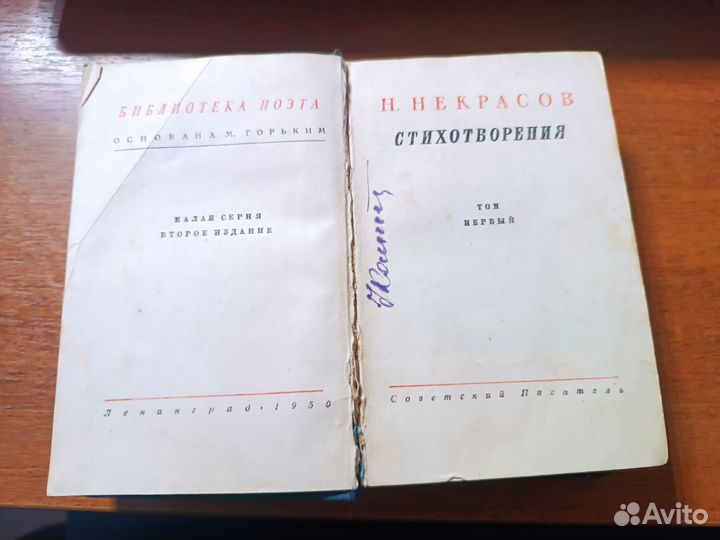 БИБЛИОТЕКА ПОЭТА
ОСНОВАНА М. ГОРЬКИМ
МАЛАЯ СЕРИЯ
ВТОРОЕ ИЗДАНИЕ
Ленинград · 1950
Н. НЕКРАСОВ
СТИХОТВОРЕНИЯ
ТОМ
ПЕРВЫЙ
Советский Писатель
Avito